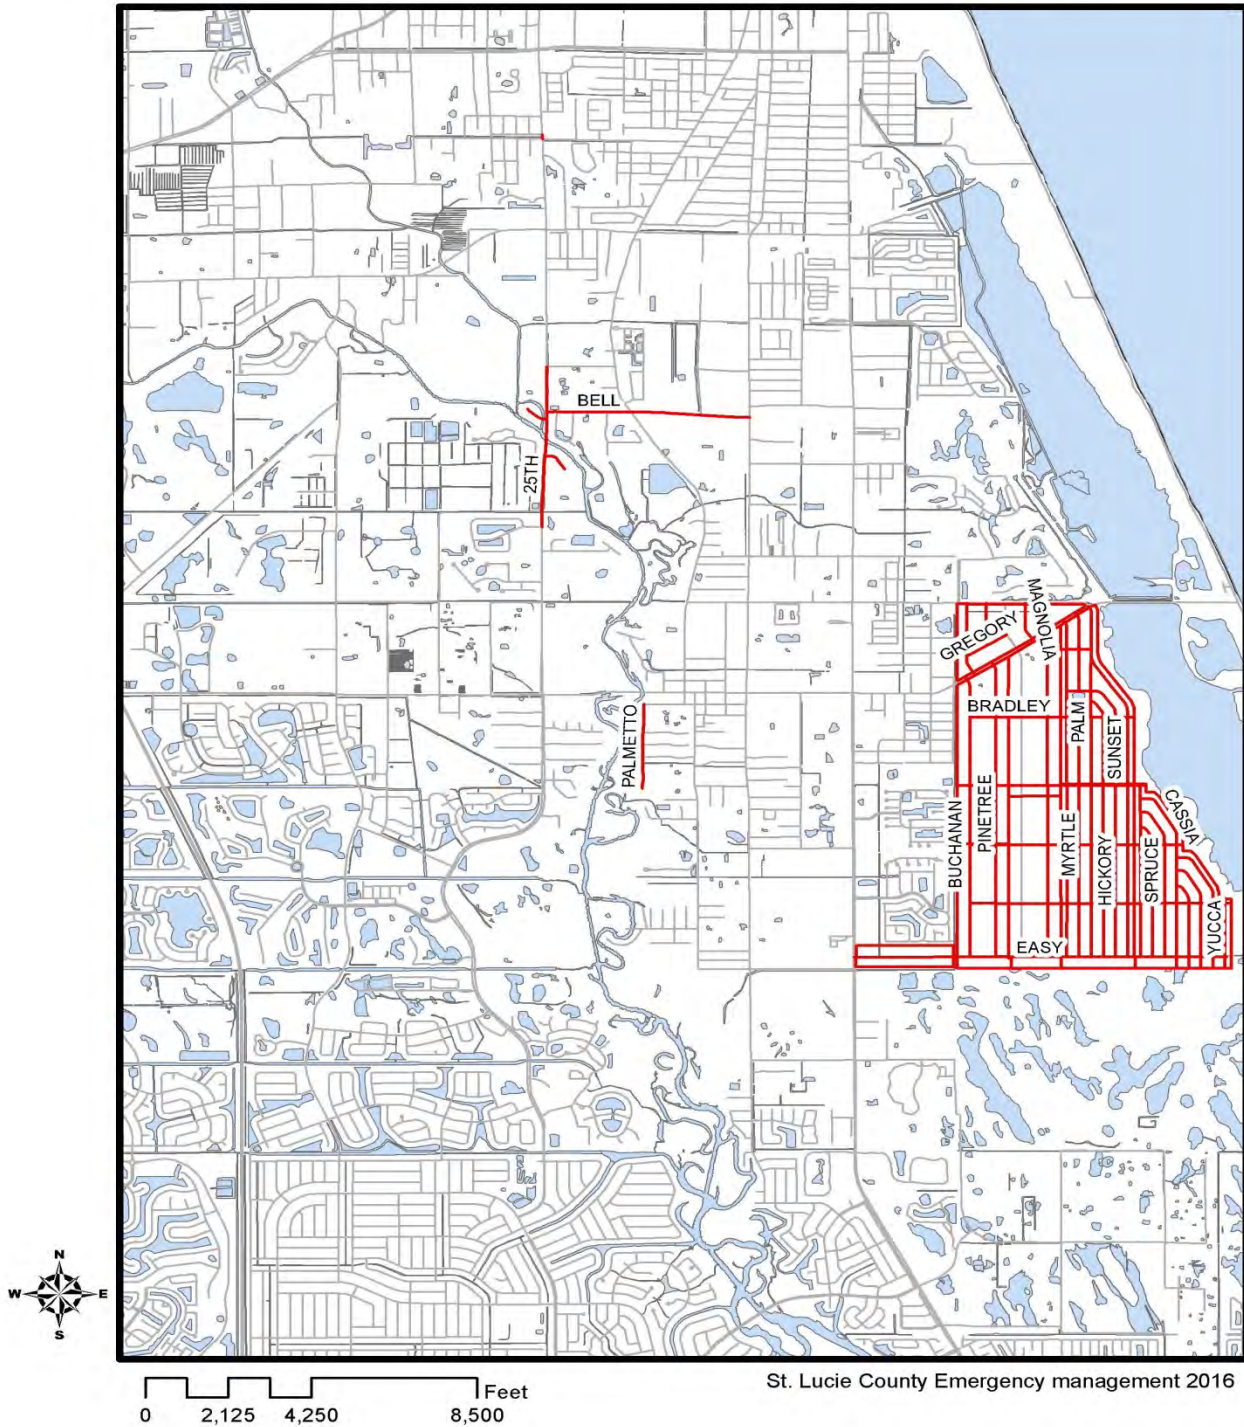 BELL
25TH
MAGNOLIA
GREGORY
BRADLEY
PALM
PALMETTO
SUNSET
CASSIA
BUCHANAN
PINETREE
MYRTLE
HICKORY
SPRUCE
YUCCA
EASY
N
W E
S
Feet
0 2,125 4,250 8,500
St. Lucie County Emergency management 2016